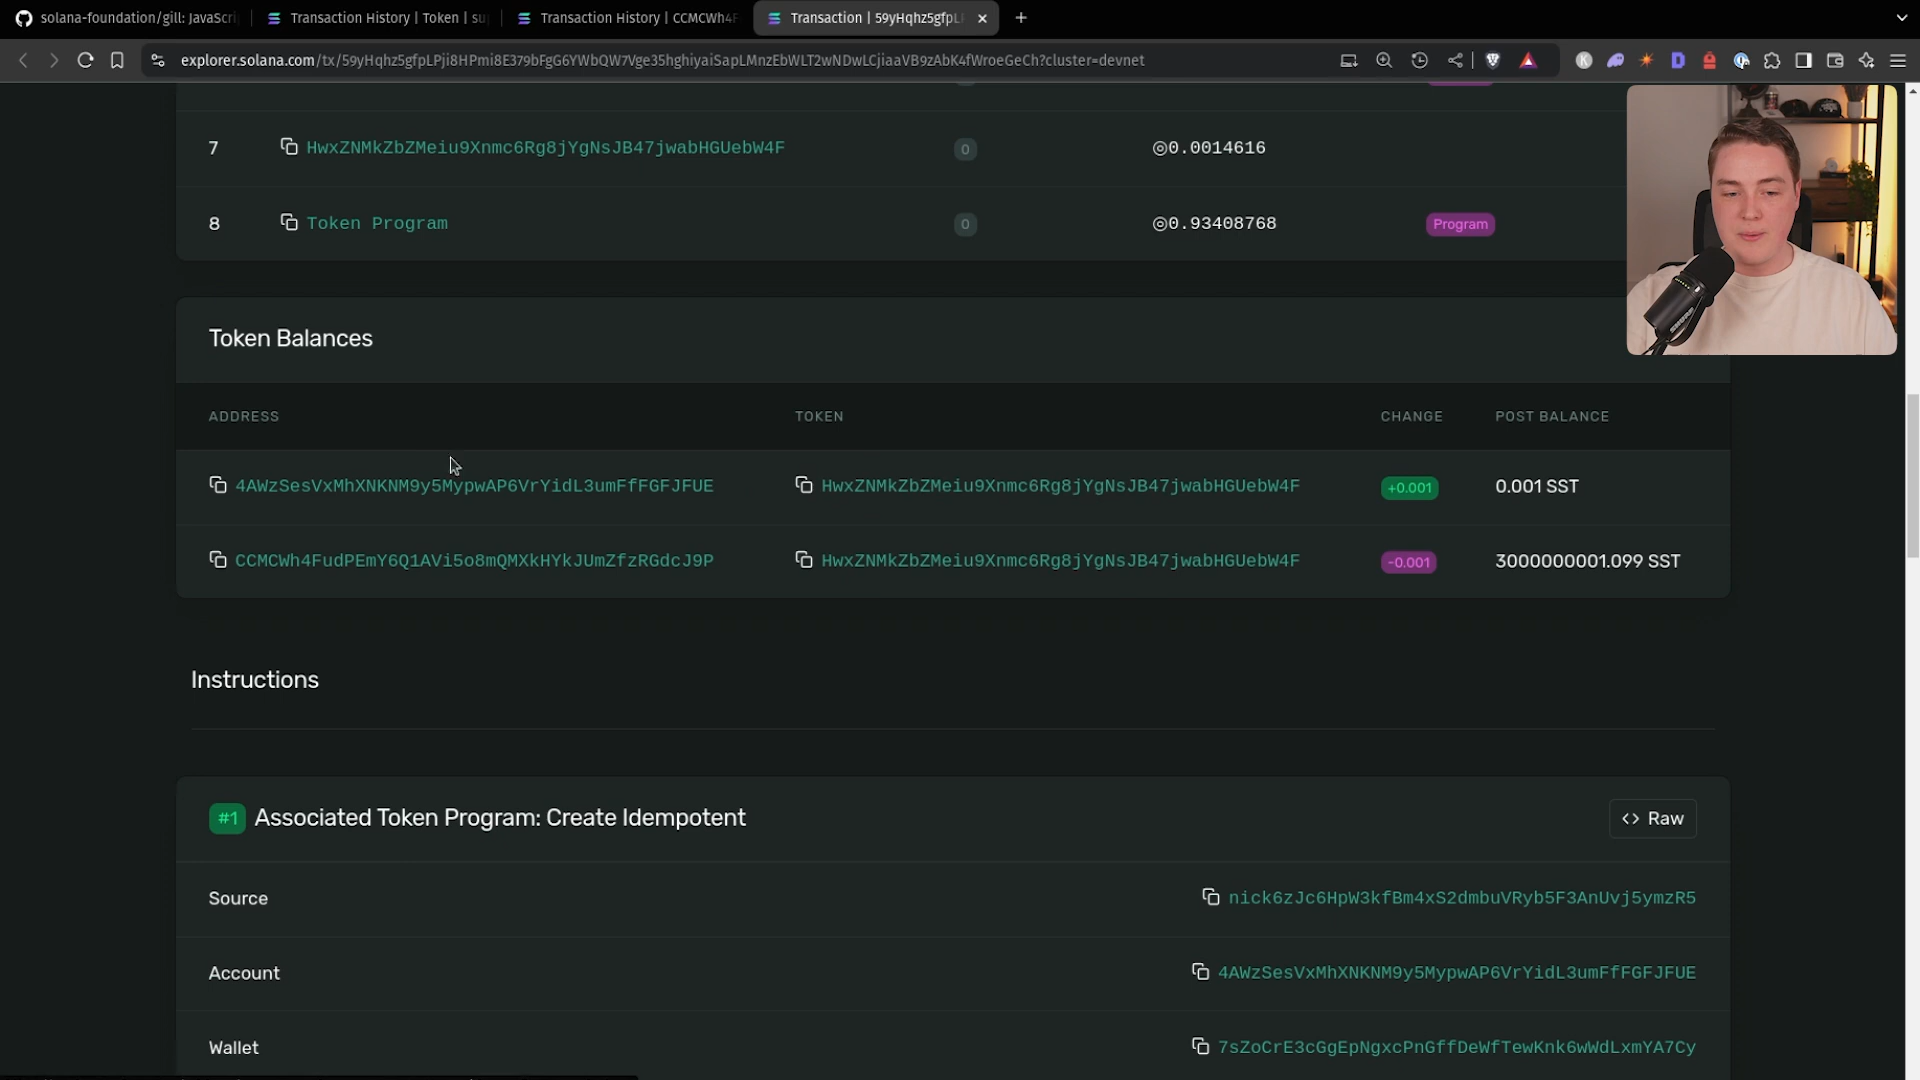 solana-foundation/gill: JavaScri
Transaction History | Token | su
Transaction History | CCMCWh4F
Transaction | 59yHqhz5gfpLP
explorer.solana.com/tx/59yHqhz5gfpLPji8HPmi8E379bFgG6YWbQW7Vge35hghiyaiSapLMnzEbWLT2wNDwLCjiaaVB9zAbK4fWroeGeCh?cluster=devnet
7 HwxZNMkZbZMeiu9Xnmc6Rg8jYgNsJB47jwabHGUebW4F 0 ◎0.0014616
8 Token Program 0 ◎0.93408768 Program
Token Balances
ADDRESS TOKEN CHANGE POST BALANCE
4AWzSesVxMhXNKNM9y5MypwAP6VrYidL3umFfFGFJFUE HwxZNMkZbZMeiu9Xnmc6Rg8jYgNsJB47jwabHGUebW4F +0.001 0.001 SST
CCMCWh4FudPEmY6Q1AVi5o8mQMXkHYkJUmZfzRGdcJ9P HwxZNMkZbZMeiu9Xnmc6Rg8jYgNsJB47jwabHGUebW4F -0.001 3000000001.099 SST
Instructions
#1 Associated Token Program: Create Idempotent <> Raw
Source nick6zJc6HpW3kfBm4xS2dmbuVRyb5F3AnUvj5ymzR5
Account 4AWzSesVxMhXNKNM9y5MypwAP6VrYidL3umFfFGFJFUE
Wallet 7sZoCrE3cGgEpNgxcPnGffDeWfTewKnk6wWdLxmYA7Cy